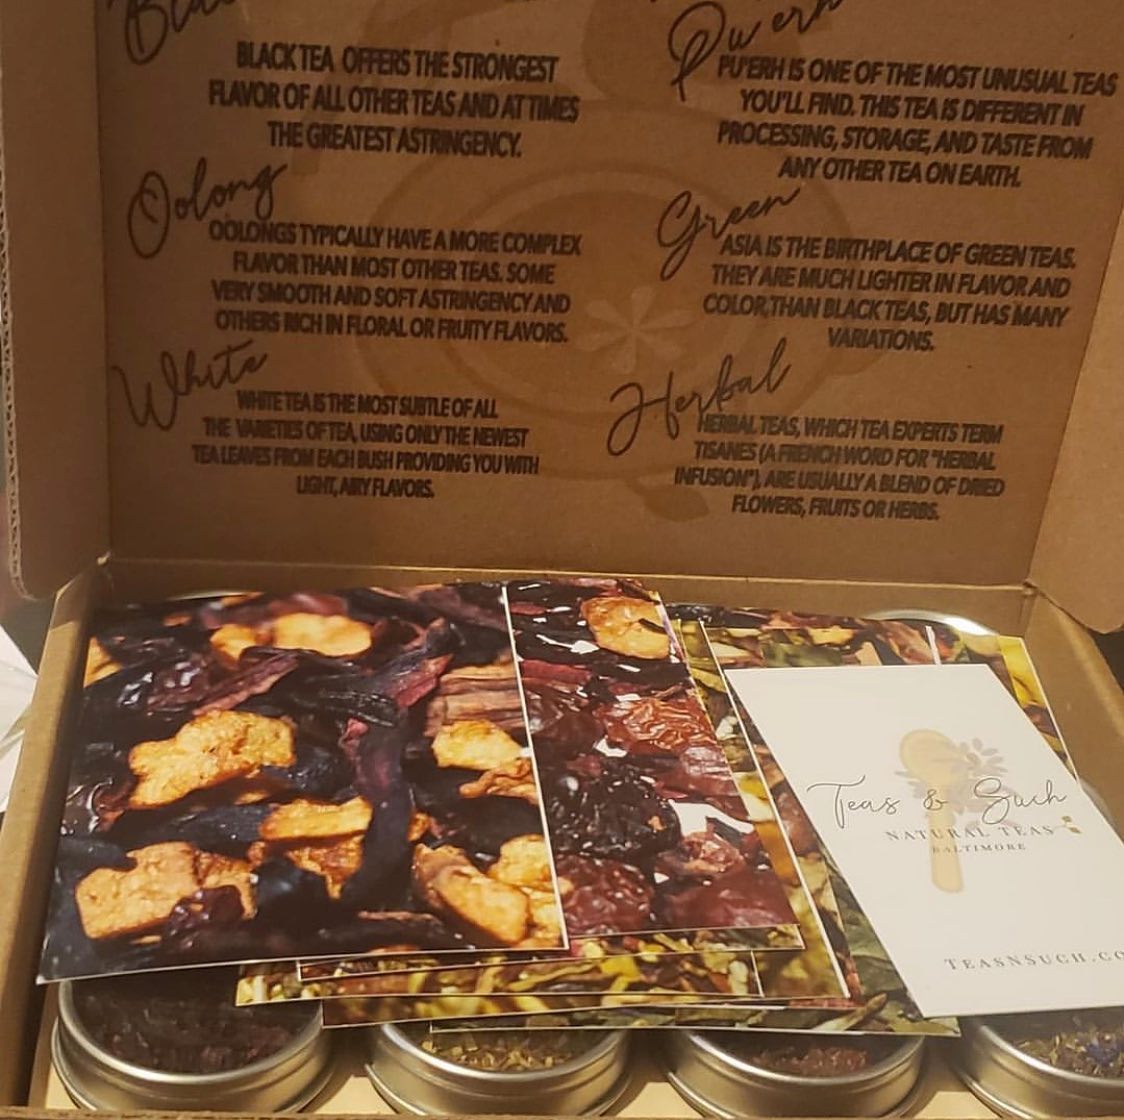 Black
BLACK TEA OFFERS THE STRONGEST
FLAVOR OF ALL OTHER TEAS AND AT TIMES
THE GREATEST ASTRINGENCY.
Oolong
OOLONGS TYPICALLY HAVE A MORE COMPLEX
FLAVOR THAN MOST OTHER TEAS. SOME
VERY SMOOTH AND SOFT ASTRINGENCY AND
OTHERS RICH IN FLORAL OR FRUITY FLAVORS.
White
WHITE TEA IS THE MOST SUBTLE OF ALL
THE VARIETIES OF TEA, USING ONLY THE NEWEST
TEA LEAVES FROM EACH BUSH PROVIDING YOU WITH
LIGHT, AIRY FLAVORS.
Pu'erh
PU'ERH IS ONE OF THE MOST UNUSUAL TEAS
YOU'LL FIND. THIS TEA IS DIFFERENT IN
PROCESSING, STORAGE, AND TASTE FROM
ANY OTHER TEA ON EARTH.
Green
ASIA IS THE BIRTHPLACE OF GREEN TEAS.
THEY ARE MUCH LIGHTER IN FLAVOR AND
COLOR, THAN BLACK TEAS, BUT HAS MANY
VARIATIONS.
Herbal
HERBAL TEAS, WHICH TEA EXPERTS TERM
TISANES (A FRENCH WORD FOR "HERBAL
INFUSION"), ARE USUALLY A BLEND OF DRIED
FLOWERS, FRUITS OR HERBS.
Teas & Such
NATURAL TEAS
BALTIMORE
TEASNSUCH.CO